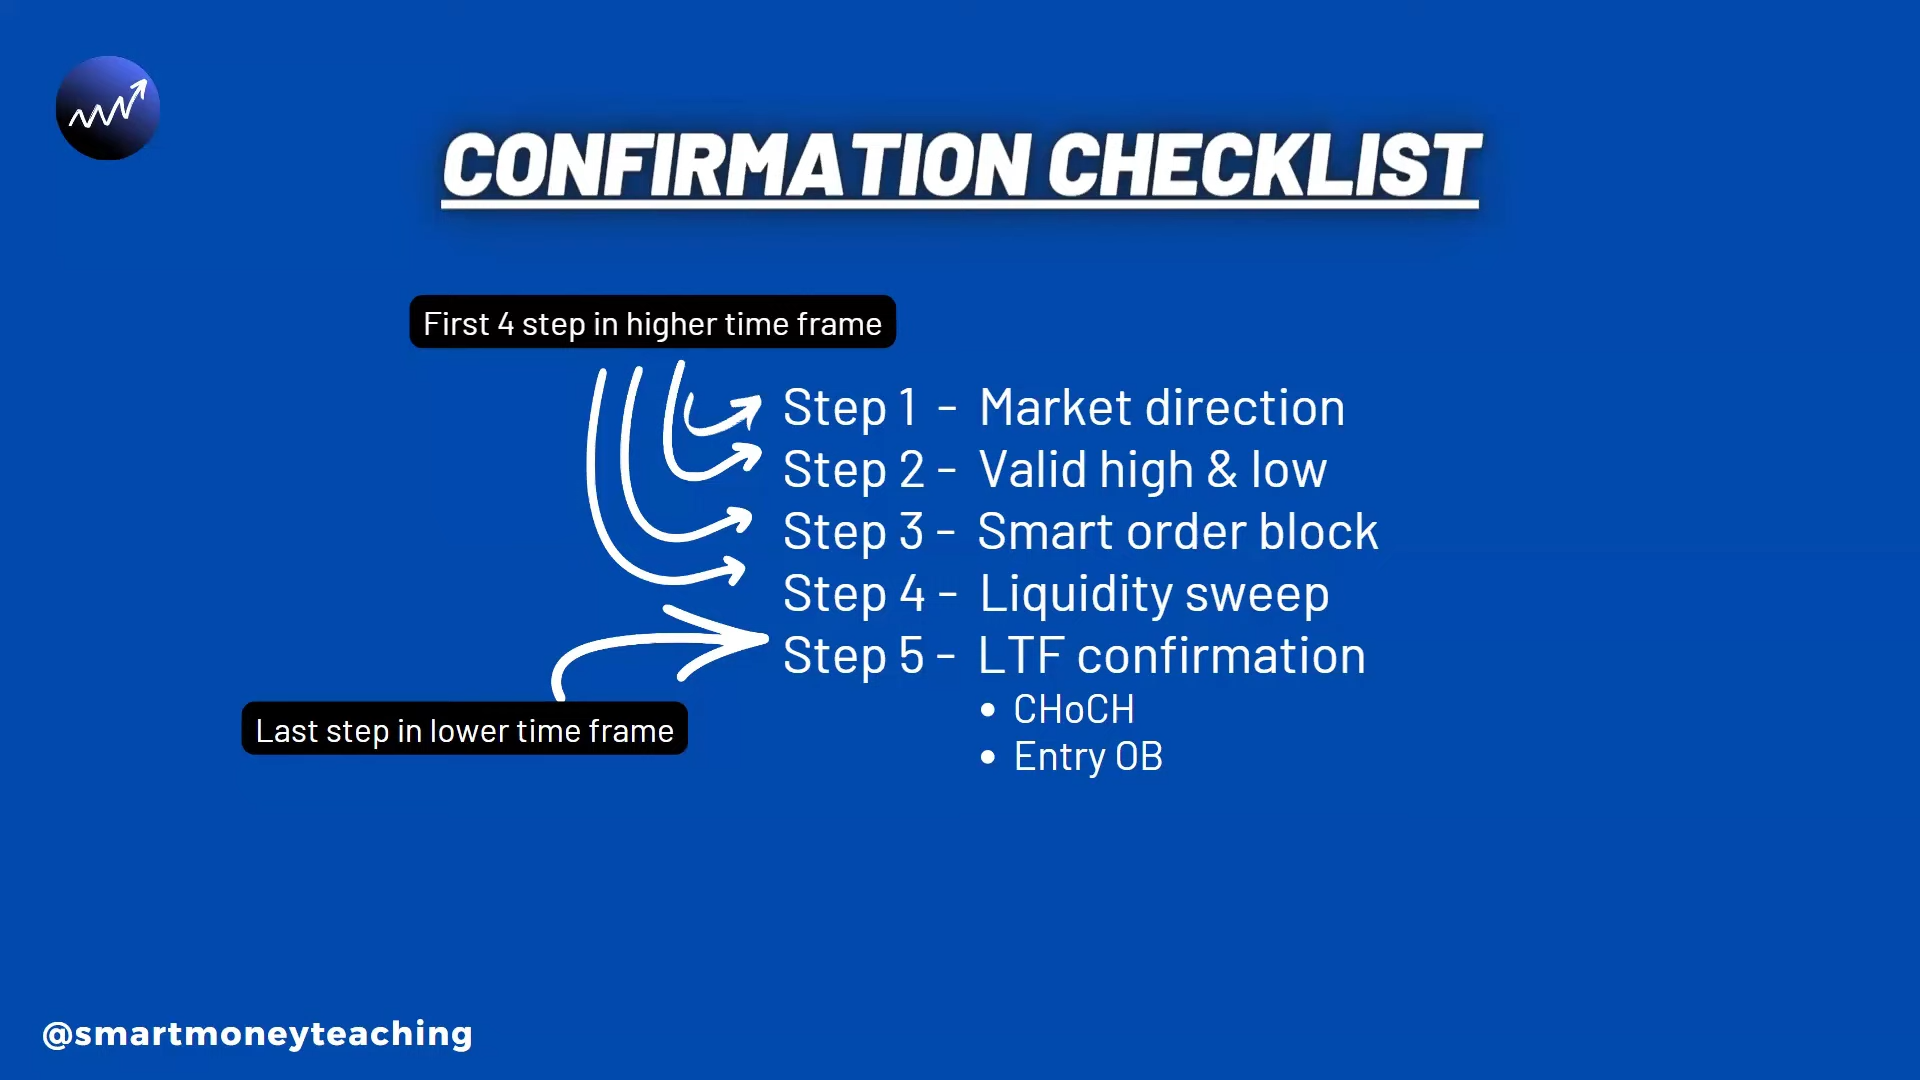 CONFIRMATION CHECKLIST
First 4 step in higher time frame
Step 1 - Market direction
Step 2 - Valid high & low
Step 3 - Smart order block
Step 4 - Liquidity sweep
Step 5 - LTF confirmation
• CHoCH
• Entry OB
Last step in lower time frame
@smartmoneyteaching